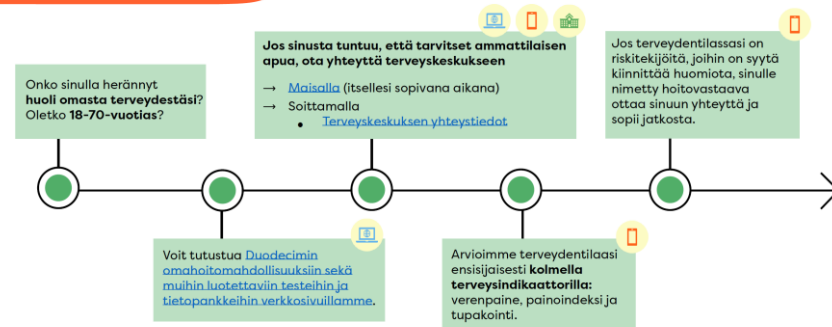 Onko sinulla herännyt
huoli omasta terveydestäsi?
Oletko 18-70-vuotias?
Voit tutustua Duodecimin
omahoitomahdollisuuksiin sekä
muihin luotettaviin testeihin ja
tietopankkeihin verkkosivuillamme.
Jos sinusta tuntuu, että tarvitset ammattilaisen
apua, ota yhteyttä terveyskeskukseen
→ Maisalla (itsellesi sopivana aikana)
→ Soittamalla
• Terveyskeskuksen yhteystiedot
Arvioimme terveydentilaasi
ensisijaisesti kolmella
terveysindikaattorilla:
verenpaine, painoindeksi ja
tupakointi.
Jos terveydentilassasi on
riskitekijöitä, joihin on syytä
kiinnittää huomiota, sinulle
nimetty hoitovastaava
ottaa sinuun yhteyttä ja
sopii jatkosta.